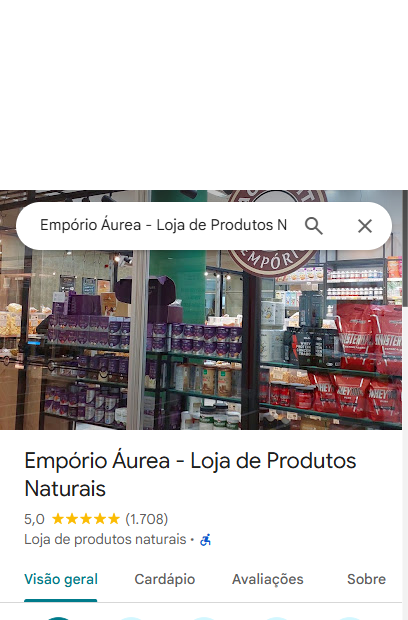 Empório Áurea - Loja de Produtos N
EMPÓRIO
WHEY
Empório Áurea - Loja de Produtos
Naturais
5,0 ★★★★★ (1.708)
Loja de produtos naturais ·
Visão geral Cardápio Avaliações Sobre